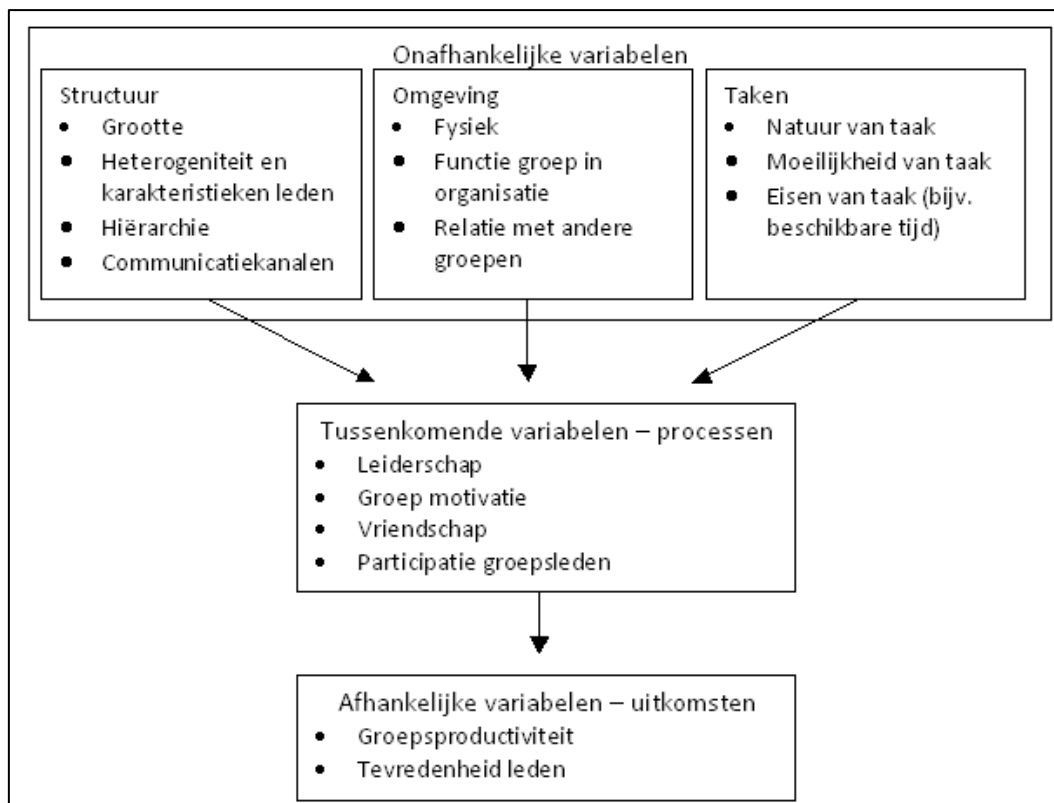 Onafhankelijke variabelen
Structuur
• Grootte
• Heterogeniteit en
karakteristieken leden
• Hiërarchie
• Communicatiekanalen
Omgeving
• Fysiek
• Functie groep in
organisatie
• Relatie met andere
groepen
Taken
• Natuur van taak
• Moeilijkheid van taak
• Eisen van taak (bijv.
beschikbare tijd)
Tussenkomende variabelen – processen
• Leiderschap
• Groep motivatie
• Vriendschap
• Participatie groepsleden
Afhankelijke variabelen – uitkomsten
• Groepsproductiviteit
• Tevredenheid leden